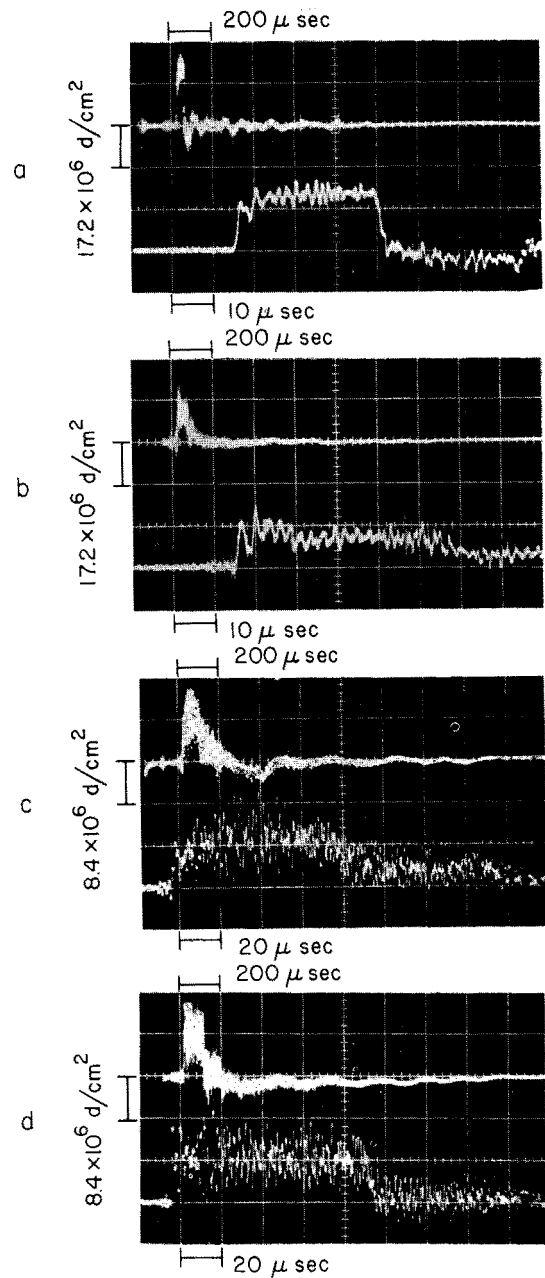 200 μ sec
a
17.2×10⁶ d/cm²
10 μ sec
200 μ sec
b
17.2×10⁶ d/cm²
10 μ sec
200 μ sec
c
8.4×10⁶ d/cm²
20 μ sec
200 μ sec
d
8.4×10⁶ d/cm²
20 μ sec